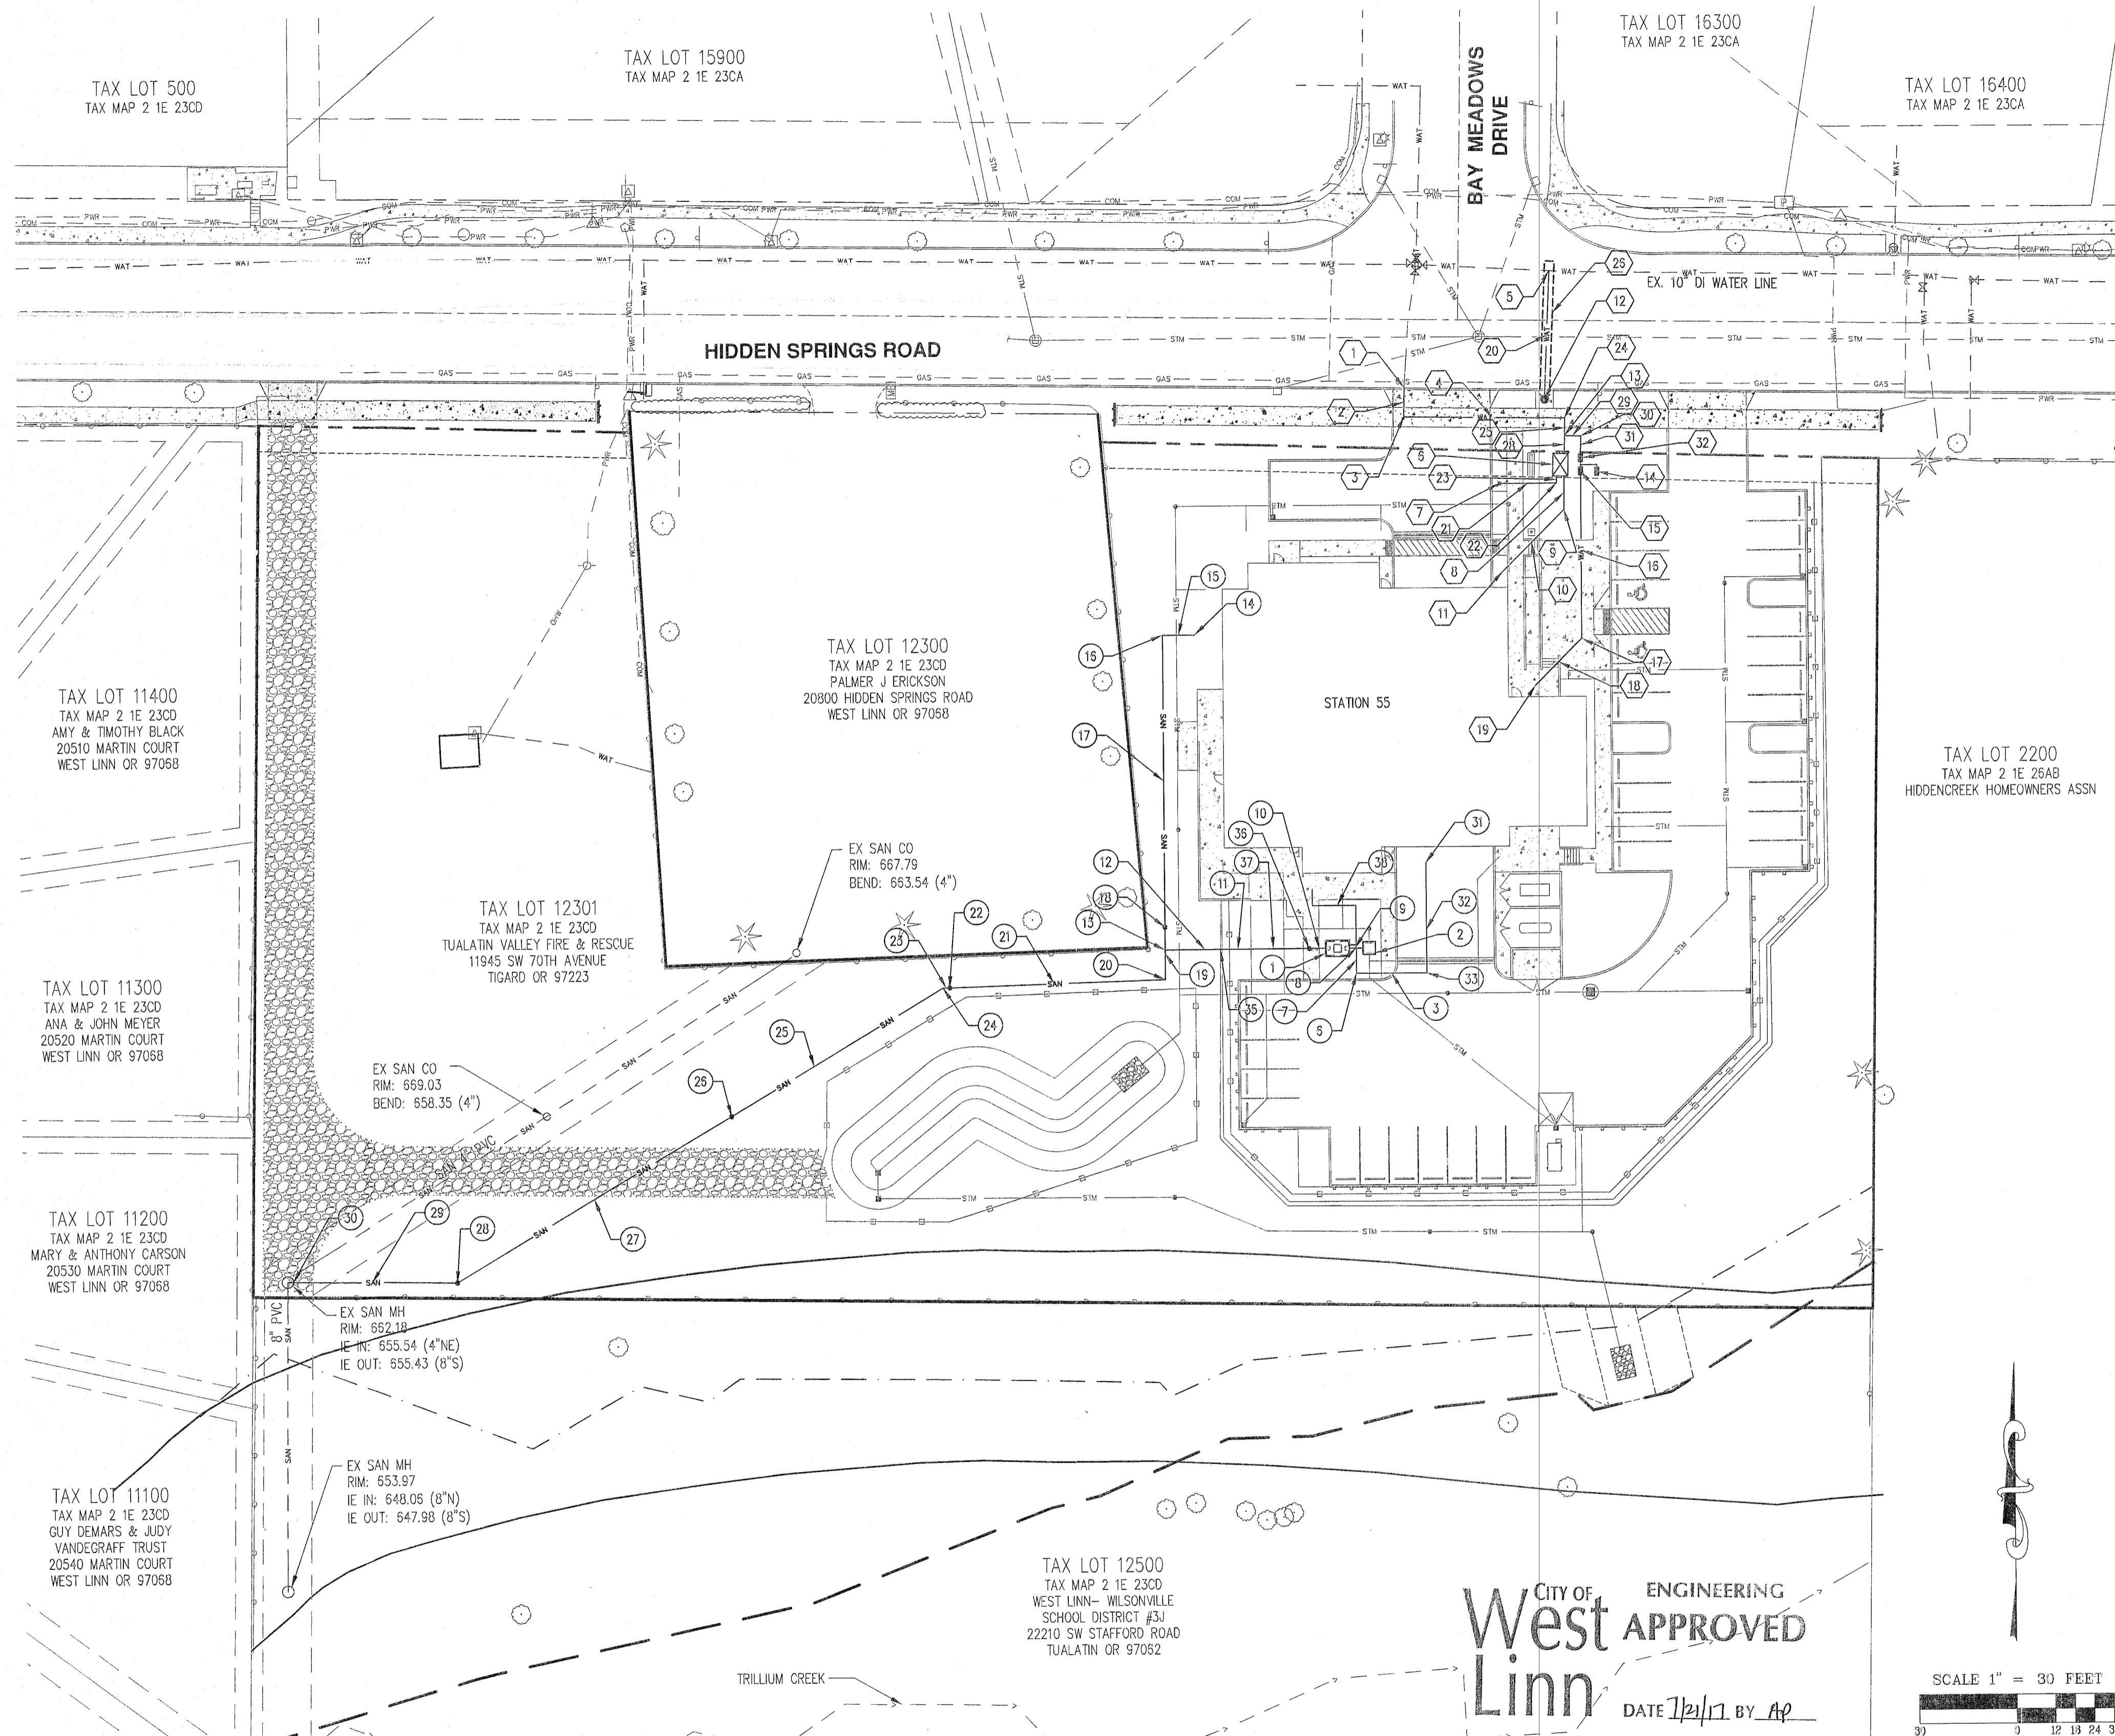 TAX LOT 500
TAX MAP 2 1E 23CD
TAX LOT 15900
TAX MAP 2 1E 23CA
BAY MEADOWS
DRIVE
TAX LOT 16300
TAX MAP 2 1E 23CA
TAX LOT 16400
TAX MAP 2 1E 23CA
EX. 10" DI WATER LINE
HIDDEN SPRINGS ROAD
TAX LOT 11400
TAX MAP 2 1E 23CD
AMY & TIMOTHY BLACK
20510 MARTIN COURT
WEST LINN OR 97068
TAX LOT 12300
TAX MAP 2 1E 23CD
PALMER J ERICKSON
20800 HIDDEN SPRINGS ROAD
WEST LINN OR 97068
STATION 55
TAX LOT 2200
TAX MAP 2 1E 26AB
HIDDENCREEK HOMEOWNERS ASSN
EX SAN CO
RIM: 667.79
BEND: 663.54 (4")
TAX LOT 12301
TAX MAP 2 1E 23CD
TUALATIN VALLEY FIRE & RESCUE
11945 SW 70TH AVENUE
TIGARD OR 97223
TAX LOT 11300
TAX MAP 2 1E 23CD
ANA & JOHN MEYER
20520 MARTIN COURT
WEST LINN OR 97068
EX SAN CO
RIM: 669.03
BEND: 658.35 (4")
SAN 4" PVC
TAX LOT 11200
TAX MAP 2 1E 23CD
MARY & ANTHONY CARSON
20530 MARTIN COURT
WEST LINN OR 97068
8" PVC
EX SAN MH
RIM: 662.18
IE IN: 655.54 (4"NE)
IE OUT: 655.43 (8"S)
EX SAN MH
RIM: 653.97
IE IN: 648.06 (8"N)
IE OUT: 647.98 (8"S)
TAX LOT 11100
TAX MAP 2 1E 23CD
GUY DEMARS & JUDY
VANDEGRAFF TRUST
20540 MARTIN COURT
WEST LINN OR 97068
TAX LOT 12500
TAX MAP 2 1E 23CD
WEST LINN- WILSONVILLE
SCHOOL DISTRICT #3J
22210 SW STAFFORD ROAD
TUALATIN OR 97062
TRILLIUM CREEK
CITY OF
West
Linn
ENGINEERING
APPROVED
DATE 7/21/17 BY AP
SCALE 1" = 30 FEET
30 0 12 18 24